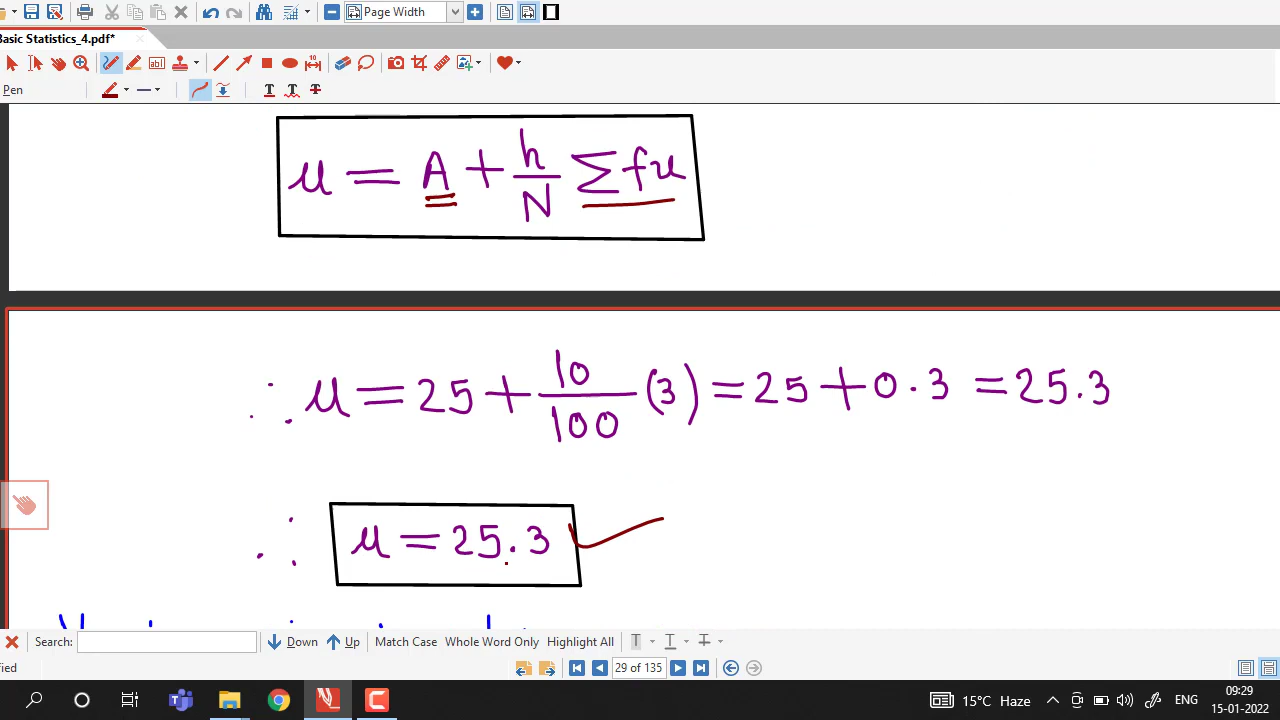 Page Width
Basic Statistics_4.pdf*
Pen
μ = A + h/N Σfu
∴ μ = 25 + 10/100 (3) = 25 + 0.3 = 25.3
∴ μ = 25.3
Search: Down Up Match Case Whole Word Only Highlight All
fied 29 of 135
15°C Haze ENG 09:29
15-01-2022